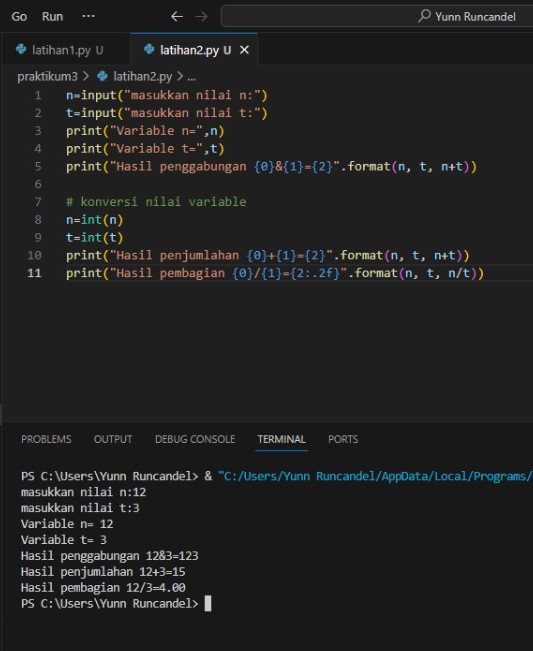 Go Run ... ← → Yunn Runcandel
latihan1.py U latihan2.py U ×
praktikum3 > latihan2.py > ...
1 n=input("masukkan nilai n:")
2 t=input("masukkan nilai t:")
3 print("Variable n=",n)
4 print("Variable t=",t)
5 print("Hasil penggabungan {0}&{1}={2}".format(n, t, n+t))
6
7 # konversi nilai variable
8 n=int(n)
9 t=int(t)
10 print("Hasil penjumlahan {0}+{1}={2}".format(n, t, n+t))
11 print("Hasil pembagian {0}/{1}={2:.2f}".format(n, t, n/t))
PROBLEMS OUTPUT DEBUG CONSOLE TERMINAL PORTS
PS C:\Users\Yunn Runcandel> & "C:/Users/Yunn Runcandel/AppData/Local/Programs/
masukkan nilai n:12
masukkan nilai t:3
Variable n= 12
Variable t= 3
Hasil penggabungan 12&3=123
Hasil penjumlahan 12+3=15
Hasil pembagian 12/3=4.00
PS C:\Users\Yunn Runcandel>